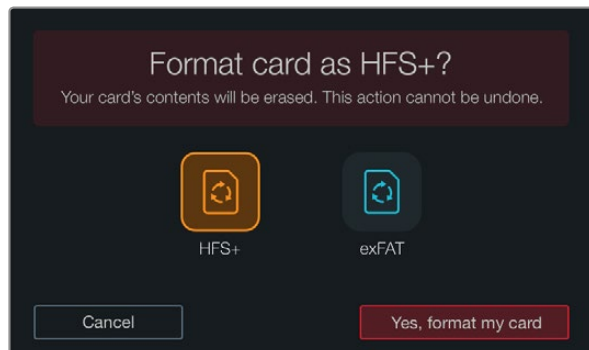 Format card as HFS+?
Your card's contents will be erased. This action cannot be undone.
HFS+ exFAT
Cancel Yes, format my card